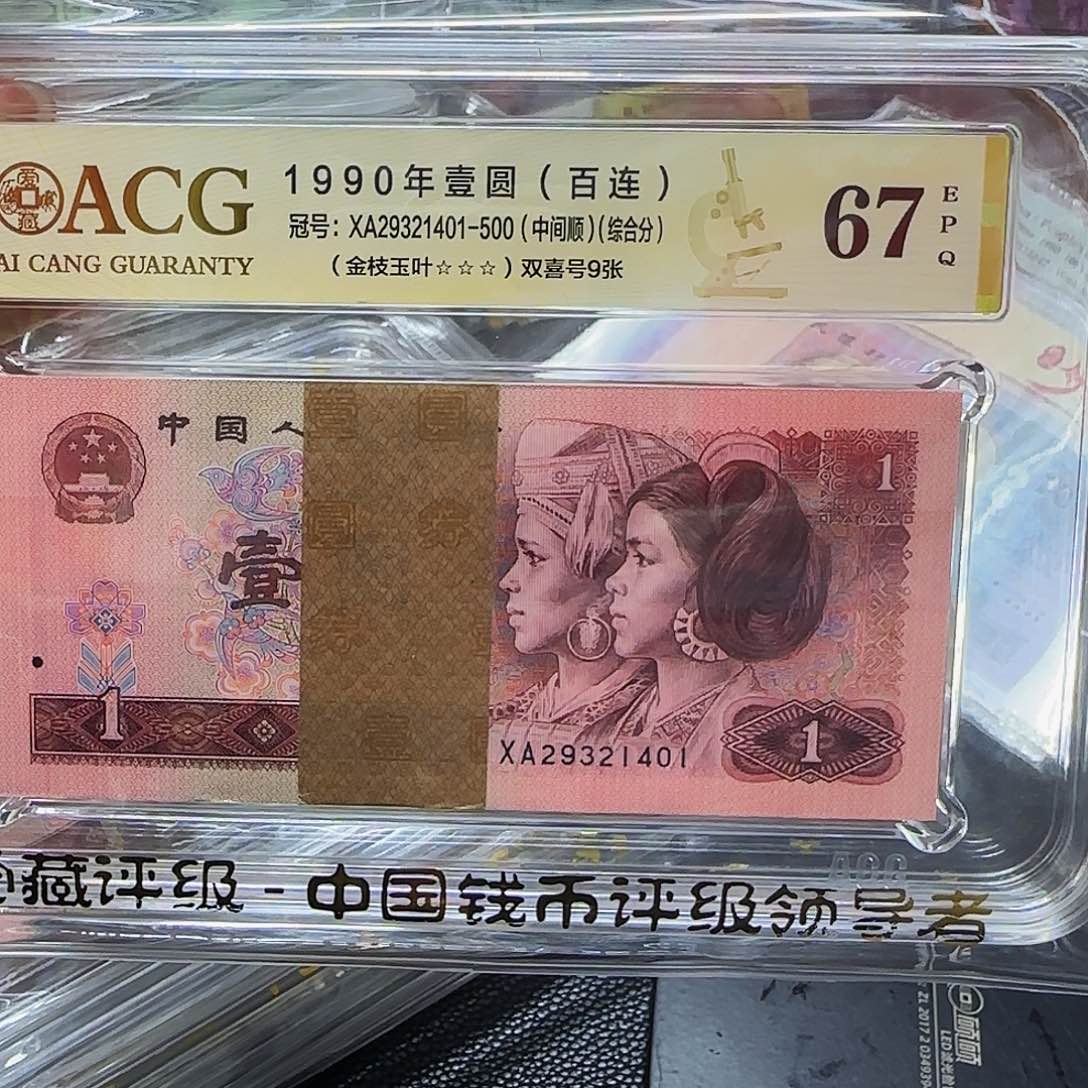 ACG
AI CANG GUARANTY
1990年壹圆（百连）
冠号：XA29321401-500（中间顺）（综合分）
（金枝玉叶☆☆☆）双喜号9张
67
EPQ
中国人
壹
1
1
1
XA29321401
藏评级-中国钱币评级领导者
ACG